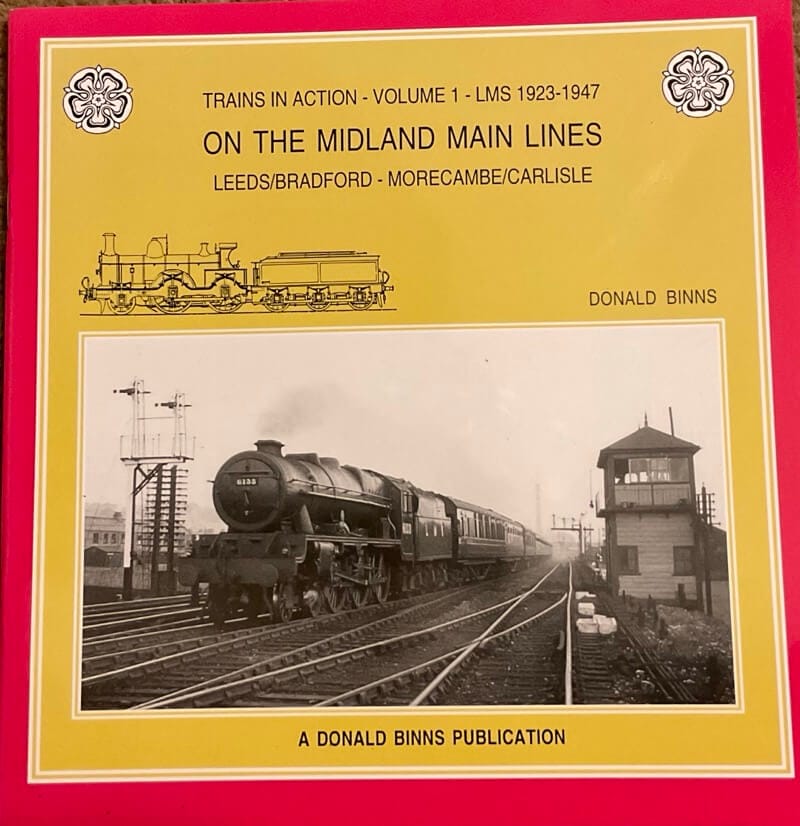 TRAINS IN ACTION - VOLUME 1 - LMS 1923-1947
ON THE MIDLAND MAIN LINES
LEEDS/BRADFORD - MORECAMBE/CARLISLE
DONALD BINNS
A DONALD BINNS PUBLICATION